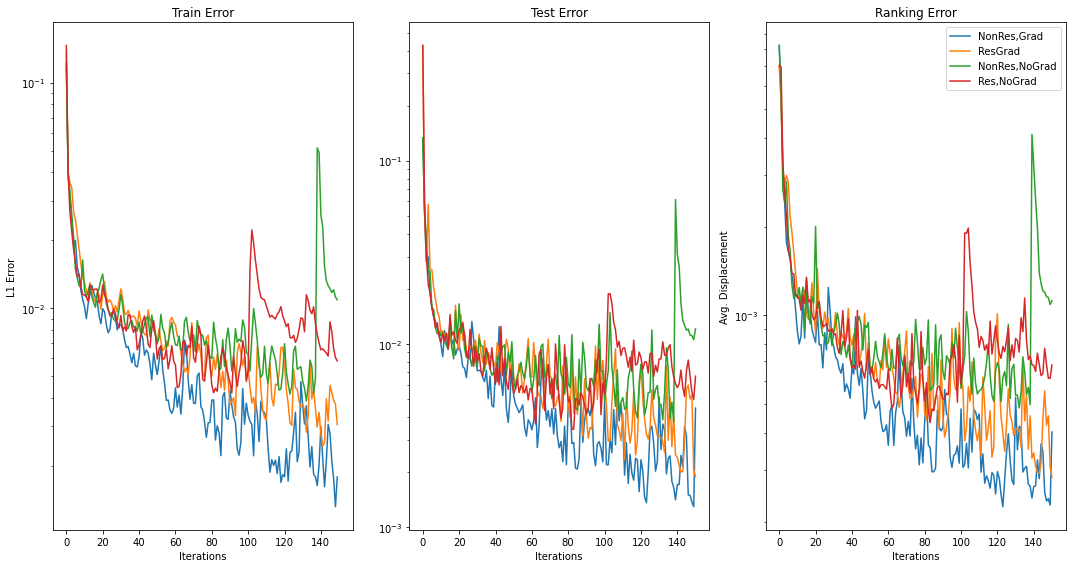 Train Error
Test Error
Ranking Error
NonRes,Grad
ResGrad
NonRes,NoGrad
Res,NoGrad
L1 Error
10⁻¹
10⁻²
0 20 40 60 80 100 120 140
Iterations
10⁻¹
10⁻²
10⁻³
0 20 40 60 80 100 120 140
Iterations
Avg. Displacement
10⁻³
0 20 40 60 80 100 120 140
Iterations